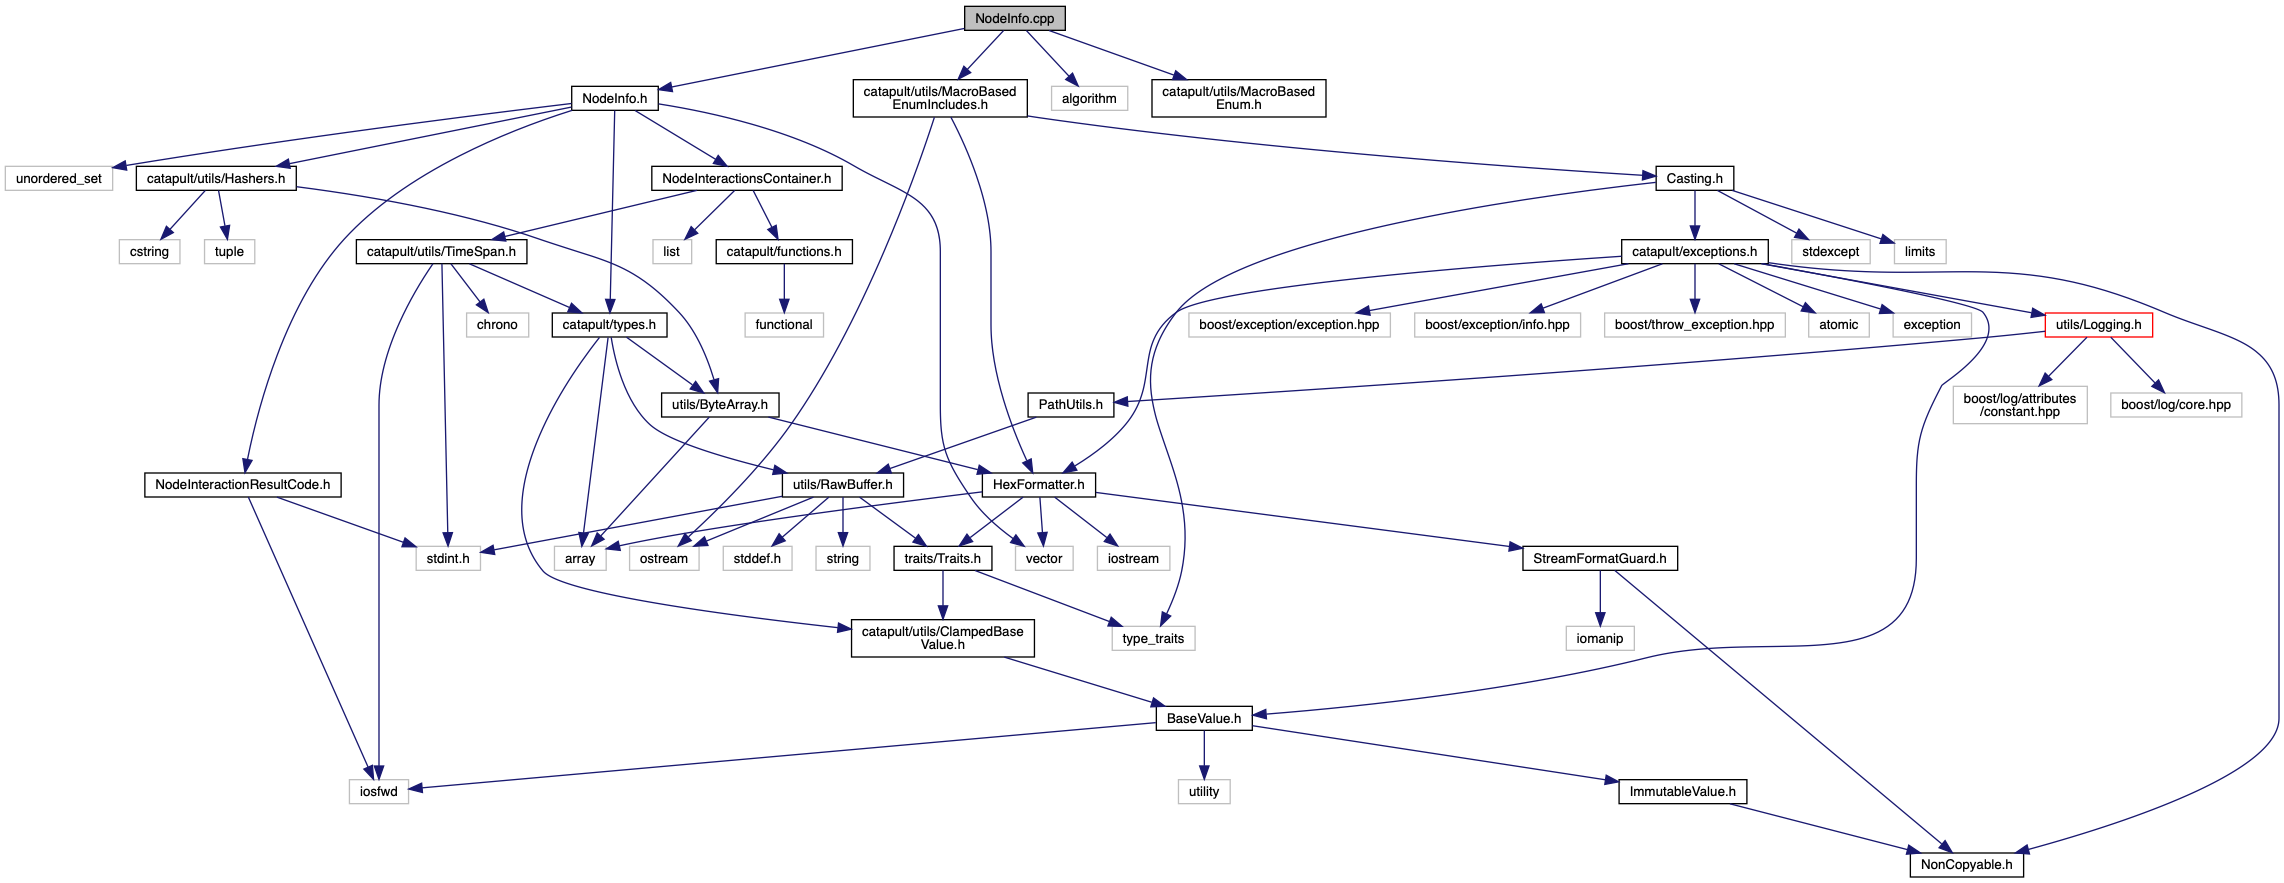 NodeInfo.cpp
NodeInfo.h
catapult/utils/MacroBased
EnumIncludes.h
algorithm
catapult/utils/MacroBased
Enum.h
unordered_set
catapult/utils/Hashers.h
NodeInteractionsContainer.h
Casting.h
cstring
tuple
catapult/utils/TimeSpan.h
list
catapult/functions.h
catapult/exceptions.h
stdexcept
limits
chrono
catapult/types.h
functional
boost/exception/exception.hpp
boost/exception/info.hpp
boost/throw_exception.hpp
atomic
exception
utils/Logging.h
utils/ByteArray.h
PathUtils.h
boost/log/attributes
/constant.hpp
boost/log/core.hpp
NodeInteractionResultCode.h
utils/RawBuffer.h
HexFormatter.h
stdint.h
array
ostream
stddef.h
string
traits/Traits.h
vector
iostream
StreamFormatGuard.h
catapult/utils/ClampedBase
Value.h
type_traits
iomanip
BaseValue.h
iosfwd
utility
ImmutableValue.h
NonCopyable.h